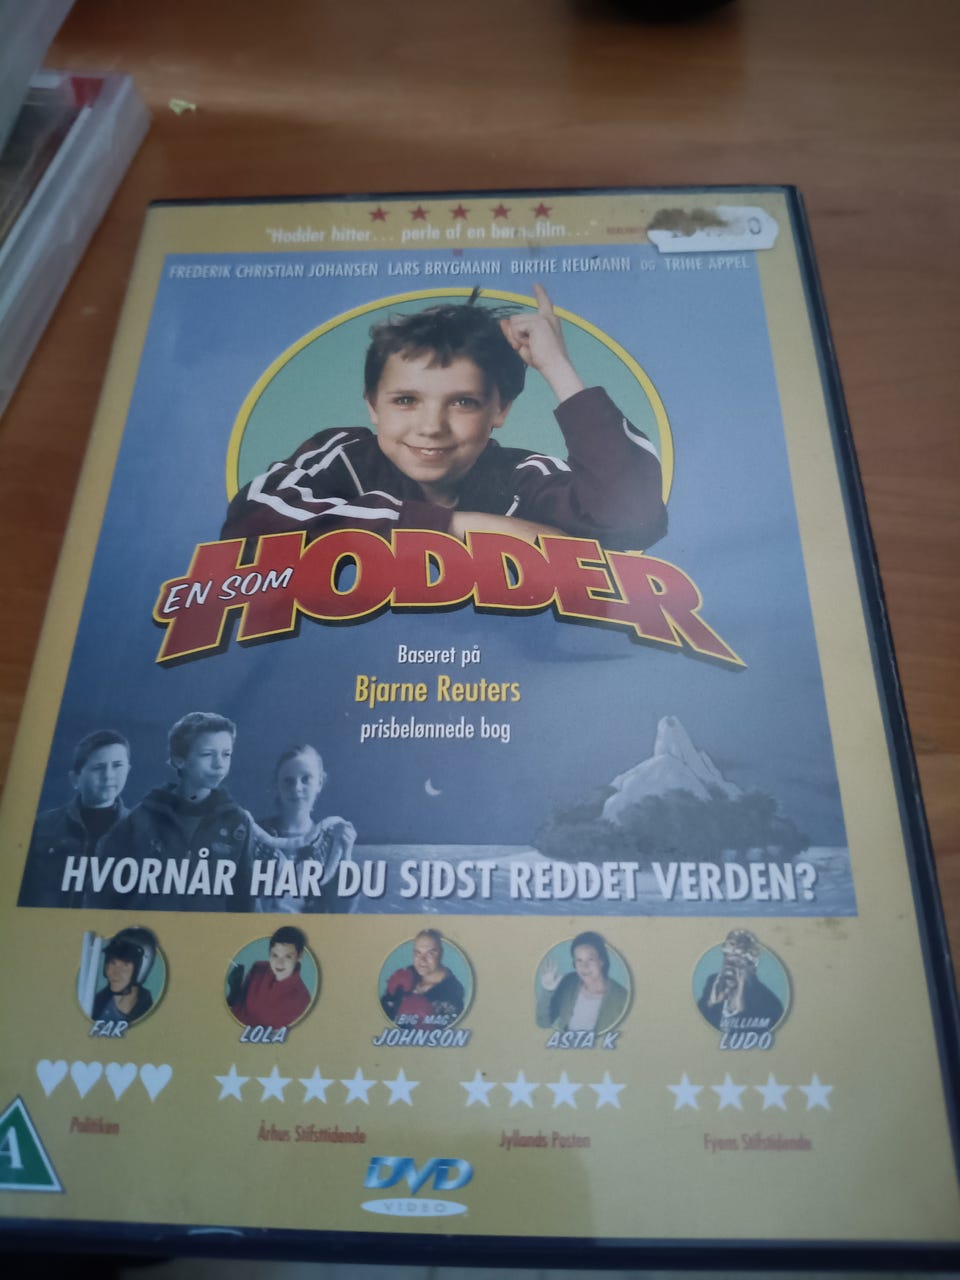 "Hodder hitter... perle af en børnefilm..."
FREDERIK CHRISTIAN JOHANSEN LARS BRYGMANN BIRTHE NEUMANN OG TRINE APPEL
EN SOM
HODDER
Baseret på
Bjarne Reuters
prisbelønnede bog
HVORNÅR HAR DU SIDST REDDET VERDEN?
FAR
LOLA
"BIG MAC"
JOHNSON
ASTA K
WILLIAM
LUDO
Politiken
Århus Stifstidende
Jyllands Posten
Fyens Stifstidende
A
DVD
VIDEO